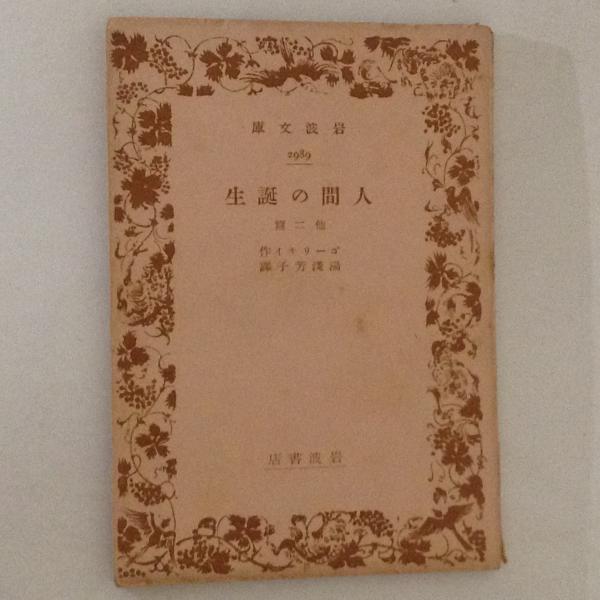 岩波文庫
2989
人間の誕生
他二篇
ゴーリキイ作
湯淺芳子譯
岩波書店